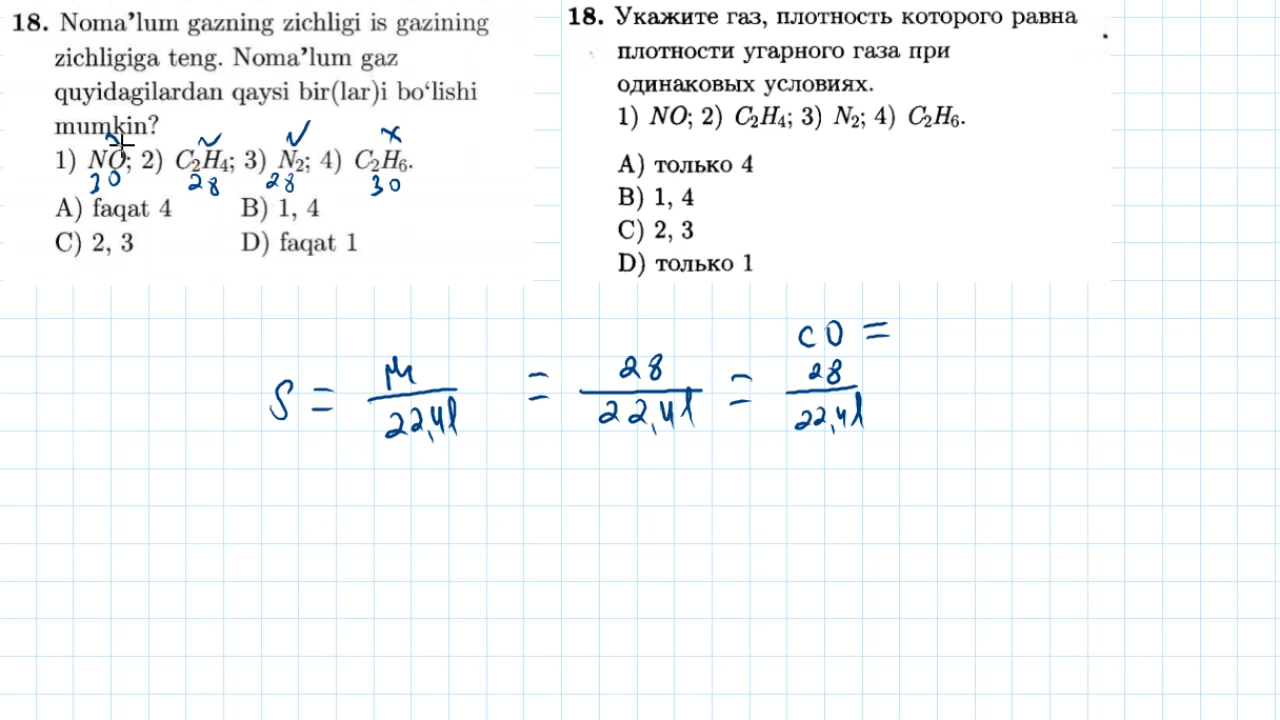 18. Noma’lum gazning zichligi is gazining
zichligiga teng. Noma’lum gaz
quyidagilardan qaysi bir(lar)i bo‘lishi
mumkin?
1) NO; 2) C₂H₄; 3) N₂; 4) C₂H₆.
30 28 28 30
A) faqat 4 B) 1, 4
C) 2, 3 D) faqat 1
18. Укажите газ, плотность которого равна
плотности угарного газа при
одинаковых условиях.
1) NO; 2) C₂H₄; 3) N₂; 4) C₂H₆.
A) только 4
B) 1, 4
C) 2, 3
D) только 1
CO =
S = M/22,4l = 28/22,4l = 28/22,4l